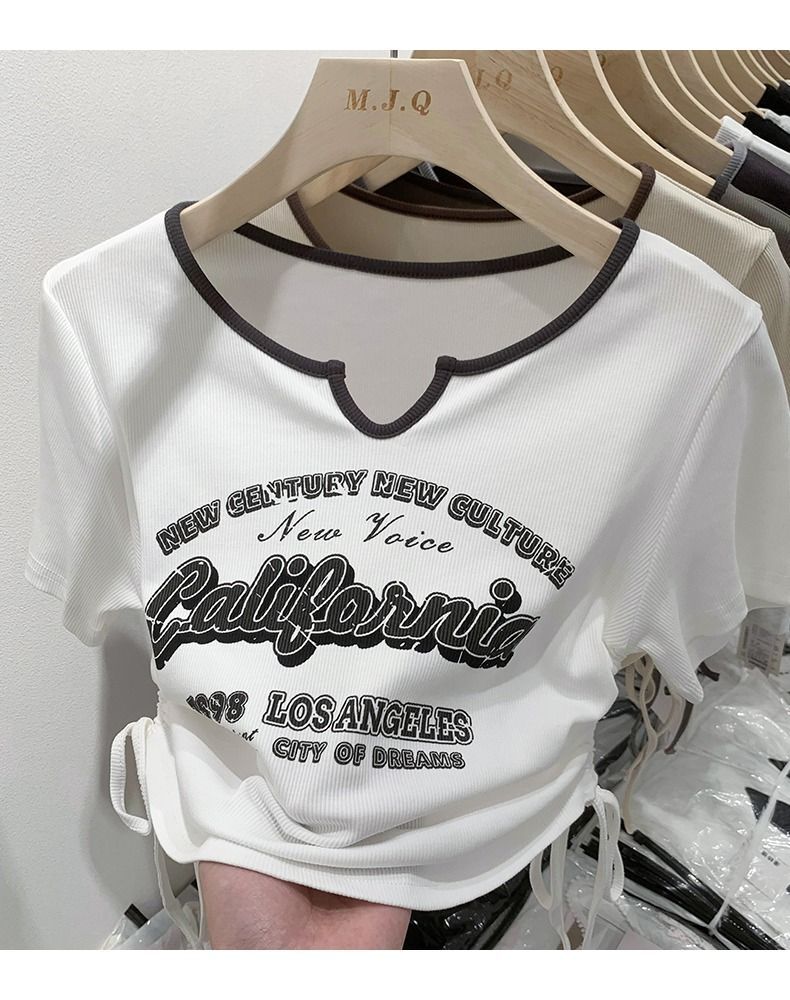 M.J.Q
NEW CENTURY NEW CULTURE
New Voice
California
LOS ANGELES
CITY OF DREAMS